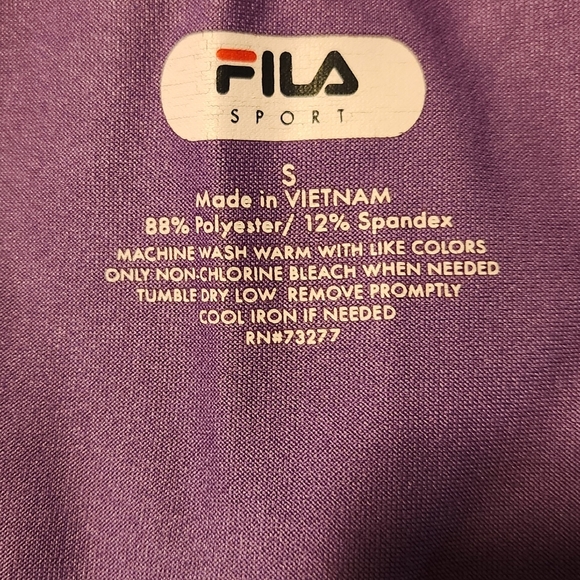 FILA
SPORT
S
Made in VIETNAM
88% Polyester/ 12% Spandex
MACHINE WASH WARM WITH LIKE COLORS
ONLY NON-CHLORINE BLEACH WHEN NEEDED
TUMBLE DRY LOW REMOVE PROMPTLY
COOL IRON IF NEEDED
RN#73277